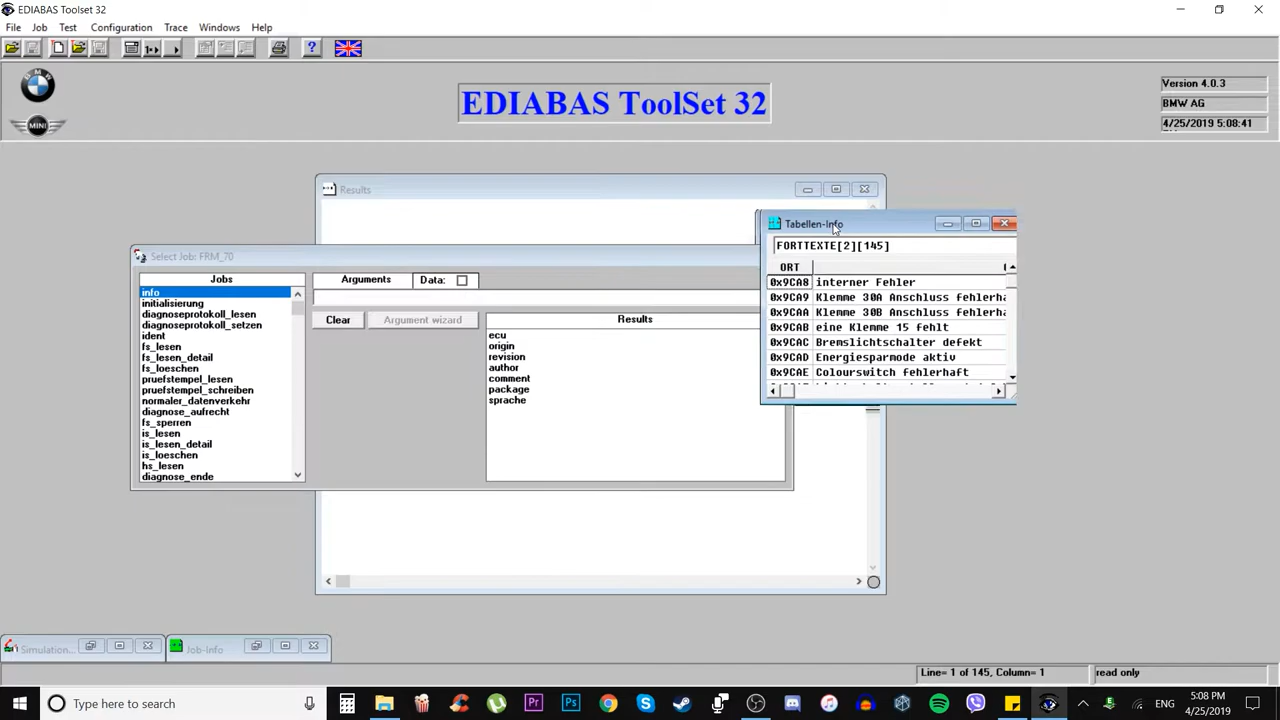 EDIABAS Toolset 32
File Job Test Configuration Trace Windows Help
EDIABAS ToolSet 32
Version 4.0.3
BMW AG
4/25/2019 5:08:41
MINI
Results
Tabellen-Info
FORTTEXTE[2][145]
ORT
0x9CA8 interner Fehler
0x9CA9 Klemme 30A Anschluss fehlerha
0x9CAA Klemme 30B Anschluss fehlerha
0x9CAB eine Klemme 15 fehlt
0x9CAC Bremslichtschalter defekt
0x9CAD Energiesparmode aktiv
0x9CAE Colourswitch fehlerhaft
Select Job: FRM_70
Jobs
info
initialisierung
diagnoseprotokoll_lesen
diagnoseprotokoll_setzen
ident
fs_lesen
fs_lesen_detail
fs_loeschen
pruefstempel_lesen
pruefstempel_schreiben
normaler_datenverkehr
diagnose_aufrecht
fs_sperren
is_lesen
is_lesen_detail
is_loeschen
hs_lesen
diagnose_ende
Arguments
Data:
Clear
Argument wizard
Results
ecu
origin
revision
author
comment
package
sprache
Simulation...
Job-Info
Line= 1 of 145, Column= 1
read only
Type here to search
ENG
5:08 PM
4/25/2019